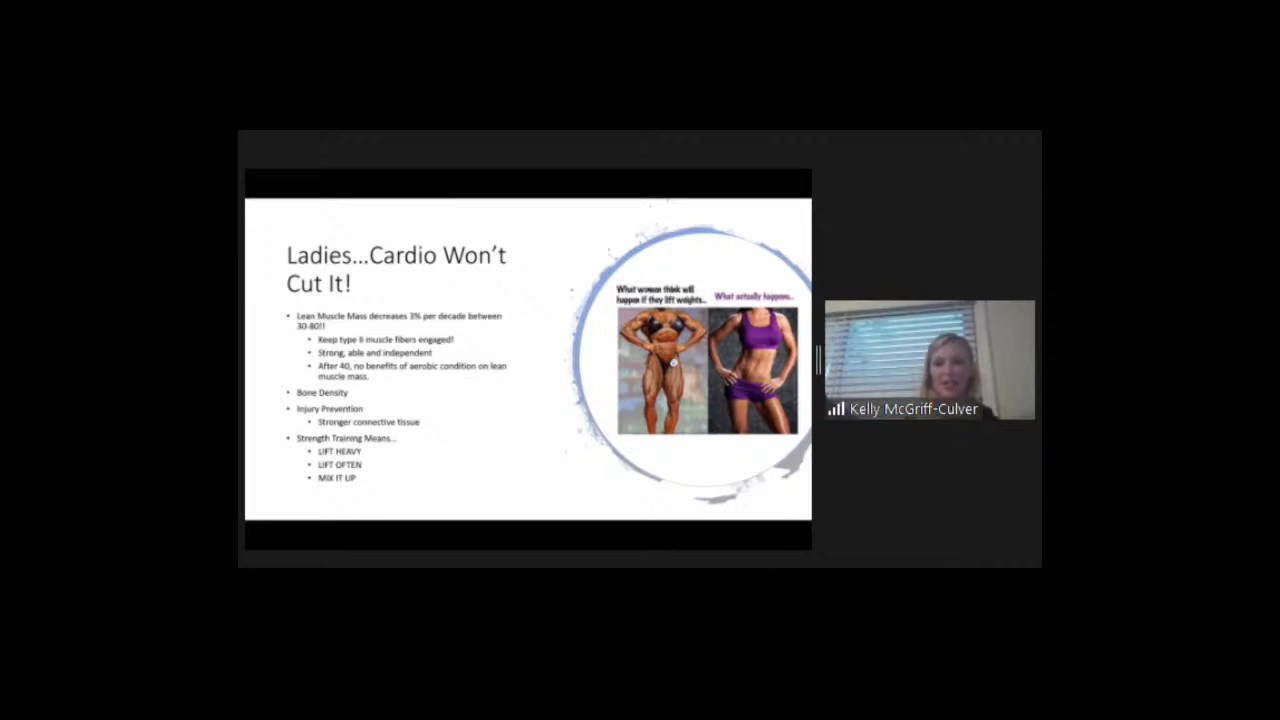 Ladies...Cardio Won't
Cut It!
• Lean Muscle Mass decreases 3% per decade between
30-80!!
• Keep type II muscle fibers engaged!
• Strong, able and independent
• After 40, no benefits of aerobic condition on lean
muscle mass.
• Bone Density
• Injury Prevention
• Stronger connective tissue
• Strength Training Means...
• LIFT HEAVY
• LIFT OFTEN
• MIX IT UP
What women think will
happen if they lift weights...
What actually happens...
Kelly McGriff-Culver